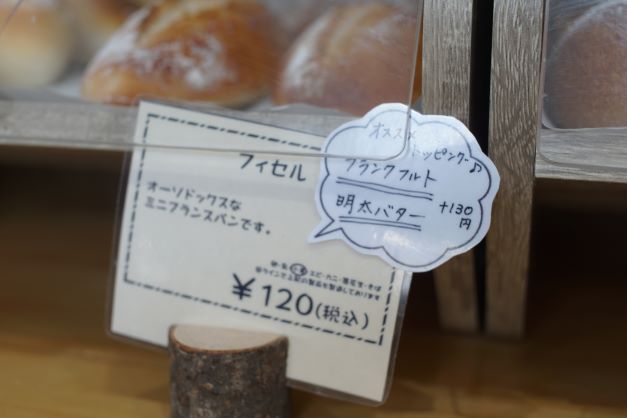 フィセル
オーソドックスな
ミニフランスパンです。
¥120(税込)
オススメ
トッピング♪
フランクフルト
明太バター +130円